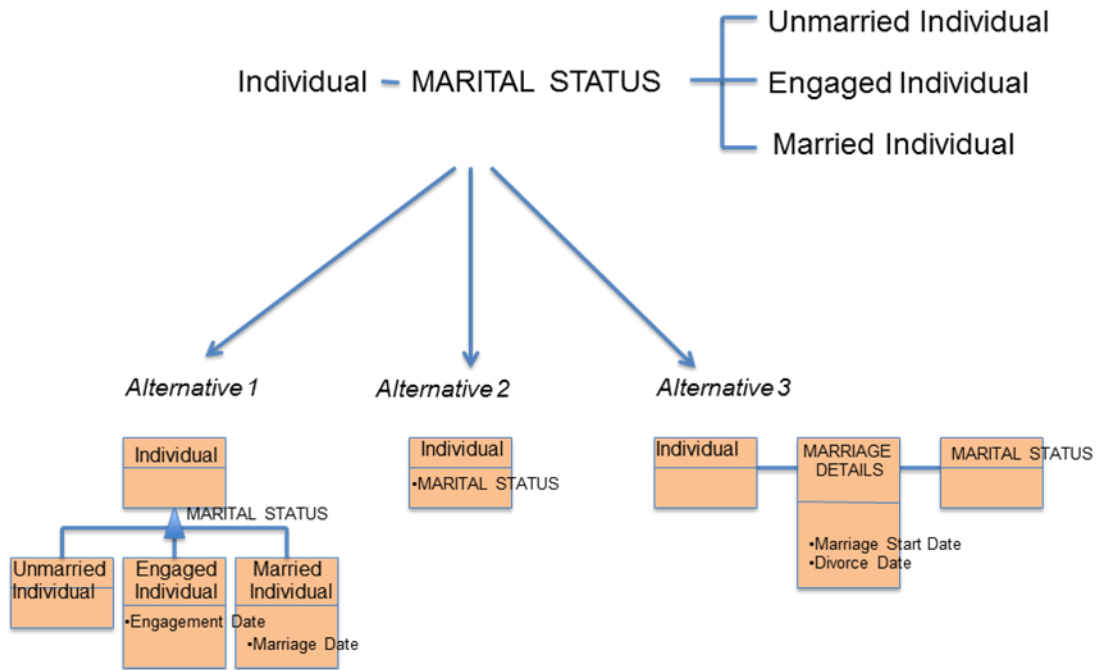 Unmarried Individual
Individual – MARITAL STATUS
Engaged Individual
Married Individual
Alternative 1
Alternative 2
Alternative 3
Individual
MARITAL STATUS
Unmarried
Individual
Engaged
Individual
•Engagement Date
Married
Individual
•Marriage Date
Individual
•MARITAL STATUS
Individual
MARRIAGE
DETAILS
•Marriage Start Date
•Divorce Date
MARITAL STATUS